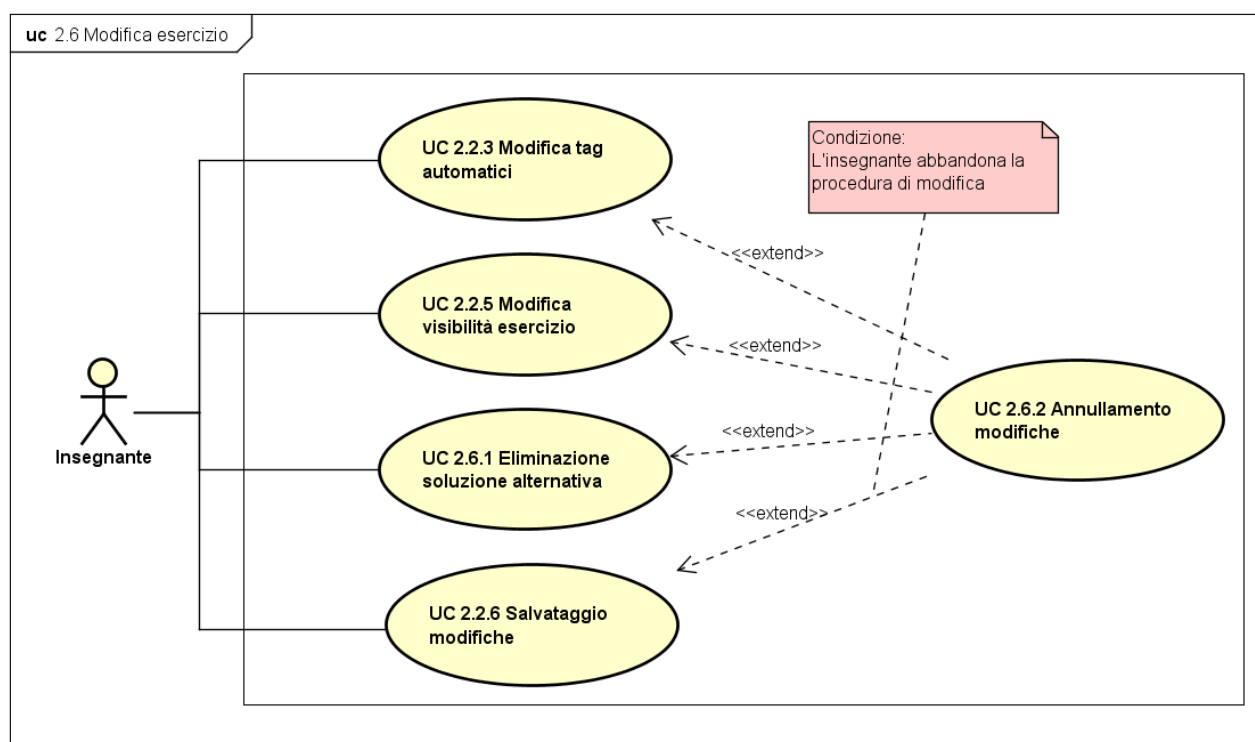 uc 2.6 Modifica esercizio
UC 2.2.3 Modifica tag
automatici
Condizione:
L'insegnante abbandona la
procedura di modifica
<<extend>>
UC 2.2.5 Modifica
visibilità esercizio
<<extend>>
UC 2.6.2 Annullamento
modifiche
Insegnante
UC 2.6.1 Eliminazione
soluzione alternativa
<<extend>>
<<extend>>
UC 2.2.6 Salvataggio
modifiche